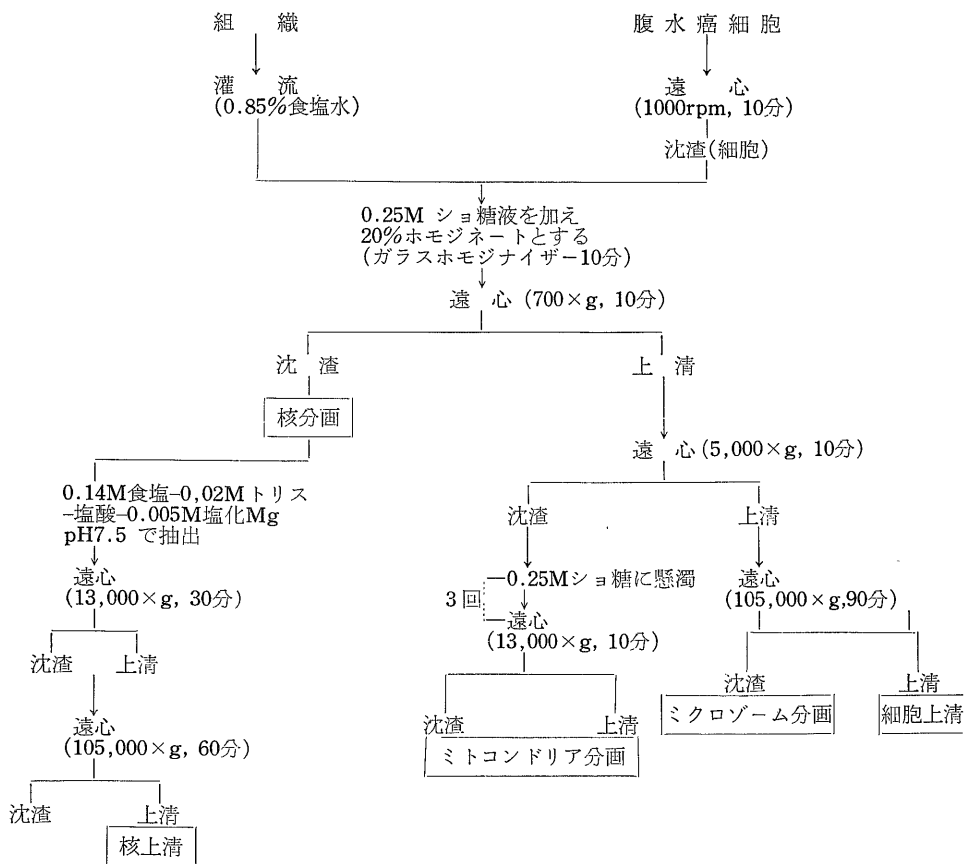 組織
灌流
(0.85%食塩水)
腹水癌細胞
遠心
(1000rpm, 10分)
沈渣(細胞)
0.25M ショ糖液を加え
20%ホモジネートとする
(ガラスホモジナイザー10分)
遠心 (700×g, 10分)
沈渣
核分画
0.14M食塩-0,02Mトリス
-塩酸-0.005M塩化Mg
pH7.5 で抽出
遠心
(13,000×g, 30分)
沈渣 上清
遠心
(105,000×g, 60分)
沈渣 上清
核上清
上清
遠心 (5,000×g, 10分)
沈渣
0.25Mショ糖に懸濁
3回
遠心
(13,000×g, 10分)
沈渣 上清
ミトコンドリア分画
上清
遠心
(105,000×g,90分)
沈渣 上清
ミクロゾーム分画 細胞上清